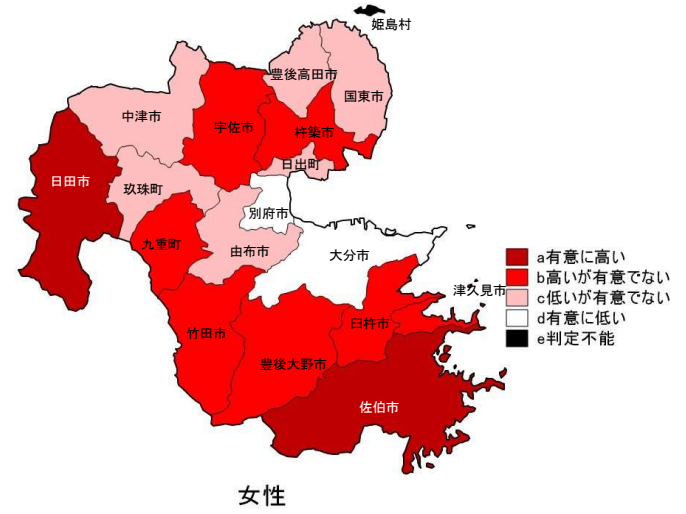 姫島村
豊後高田市
国東市
中津市
宇佐市
杵築市
日出町
日田市
玖珠町
別府市
九重町
由布市
大分市
津久見市
臼杵市
竹田市
豊後大野市
佐伯市
a有意に高い
b高いが有意でない
c低いが有意でない
d有意に低い
e判定不能
女性